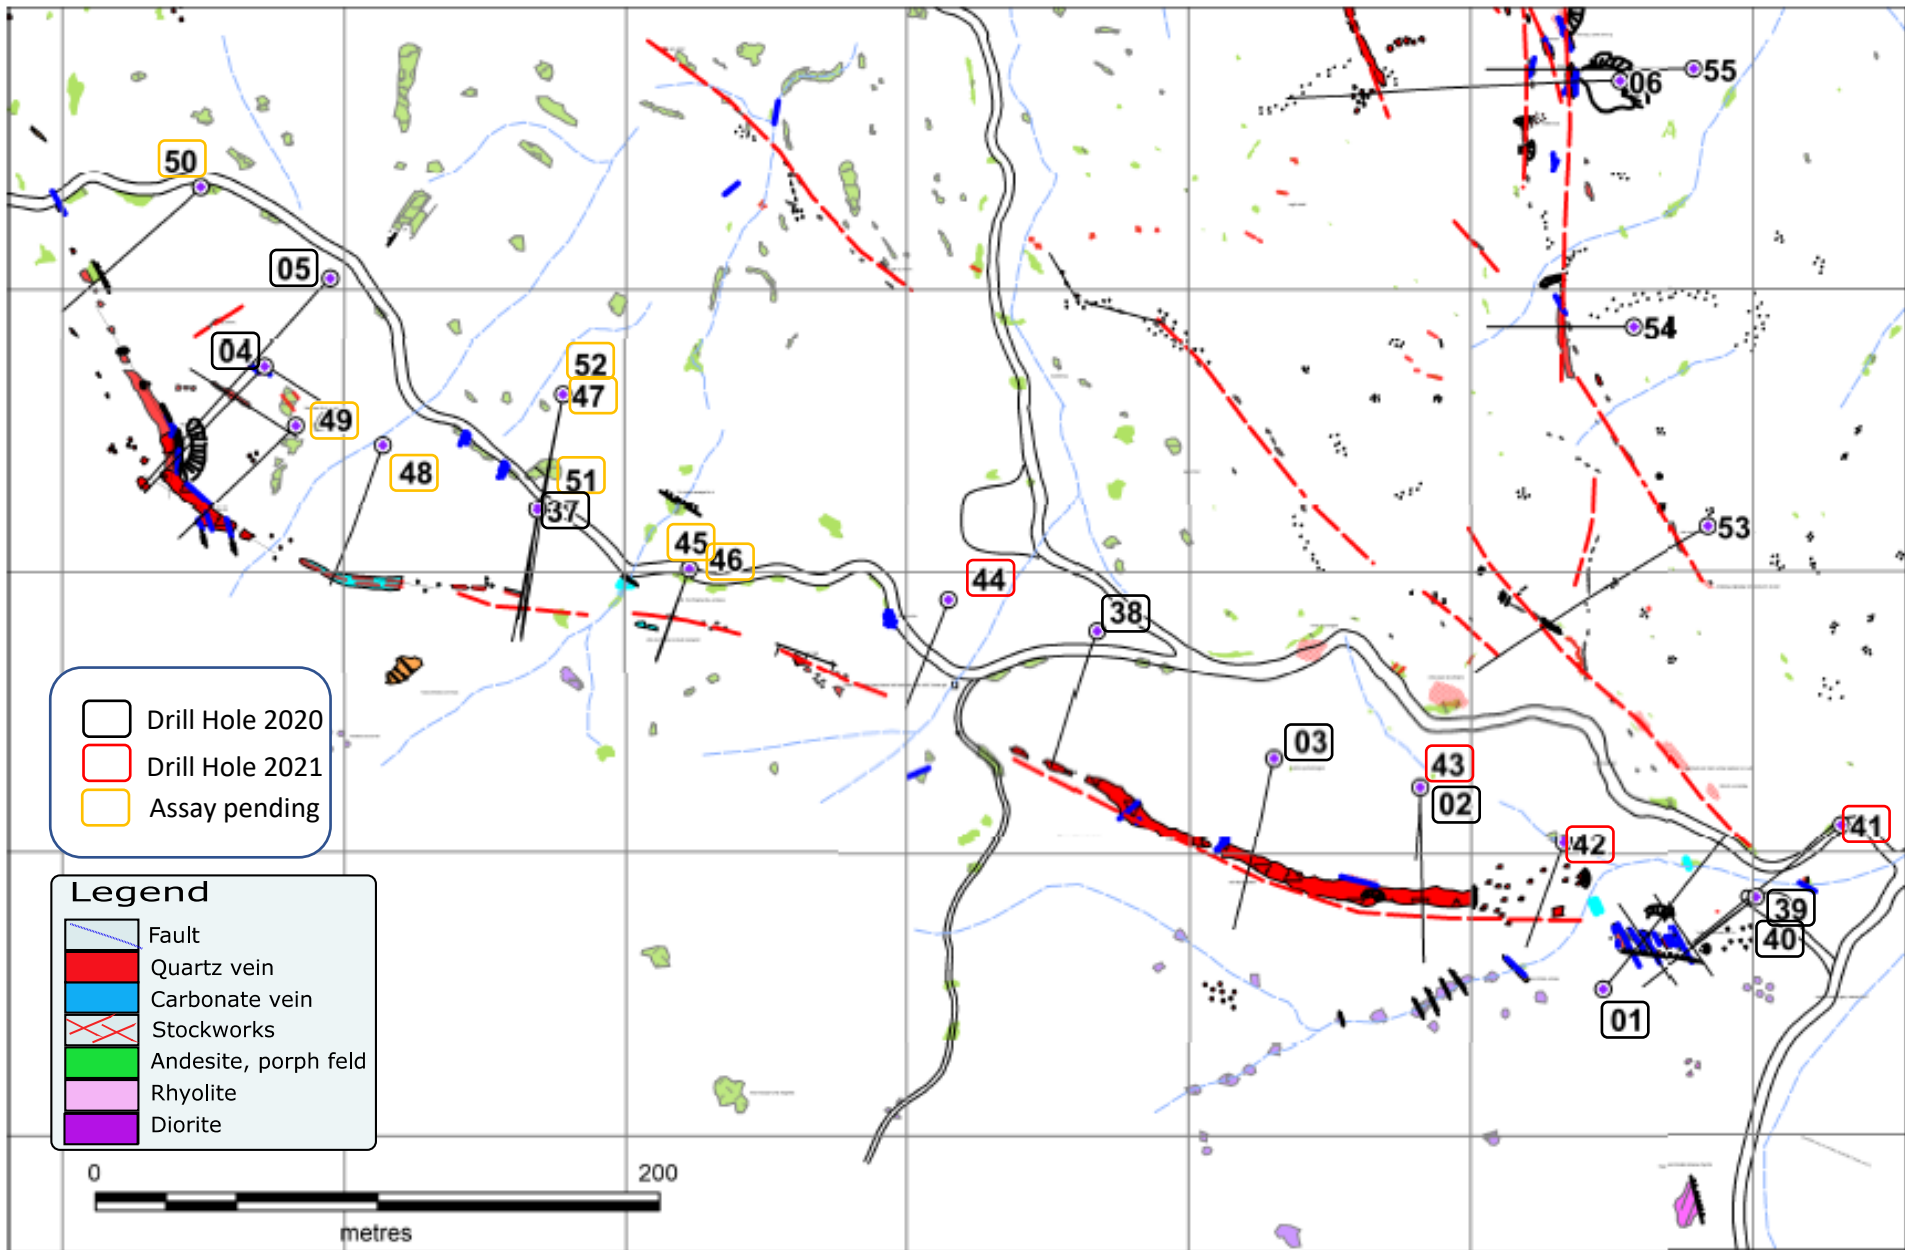 55
06
50
05
54
04
52
47
49
48
51
37
53
45
46
44
38
03
43
02
42
41
39
40
01
Drill Hole 2020
Drill Hole 2021
Assay pending
Legend
Fault
Quartz vein
Carbonate vein
Stockworks
Andesite, porph feld
Rhyolite
Diorite
0 200
metres